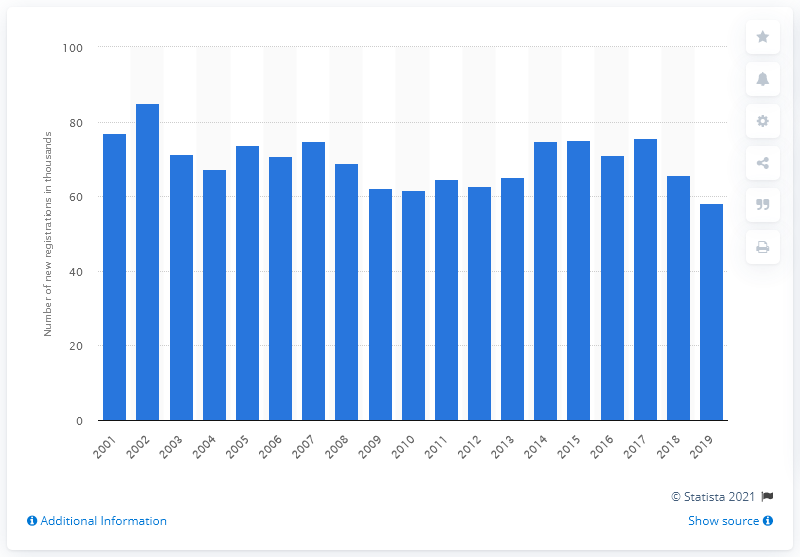 100
80
60
40
20
0
Number of new registrations in thousands
2001 2002 2003 2004 2005 2006 2007 2008 2009 2010 2011 2012 2013 2014 2015 2016 2017 2018 2019
© Statista 2021
Additional Information
Show source